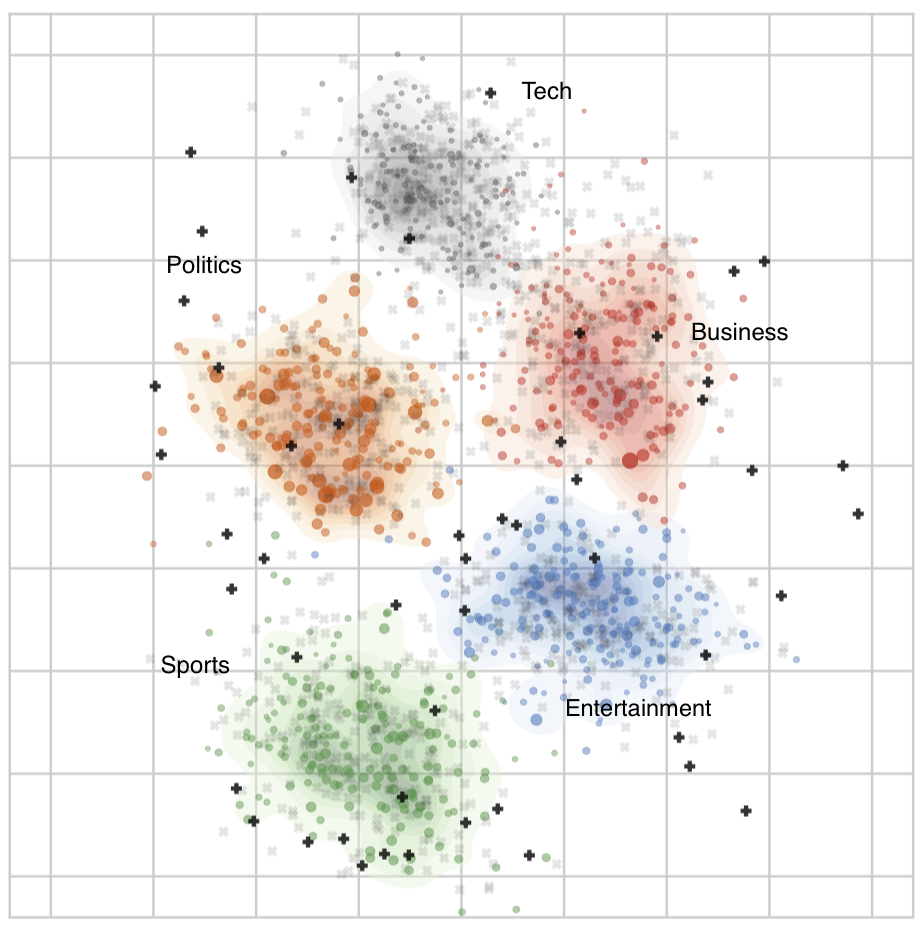 Tech
Politics
Business
Sports
Entertainment